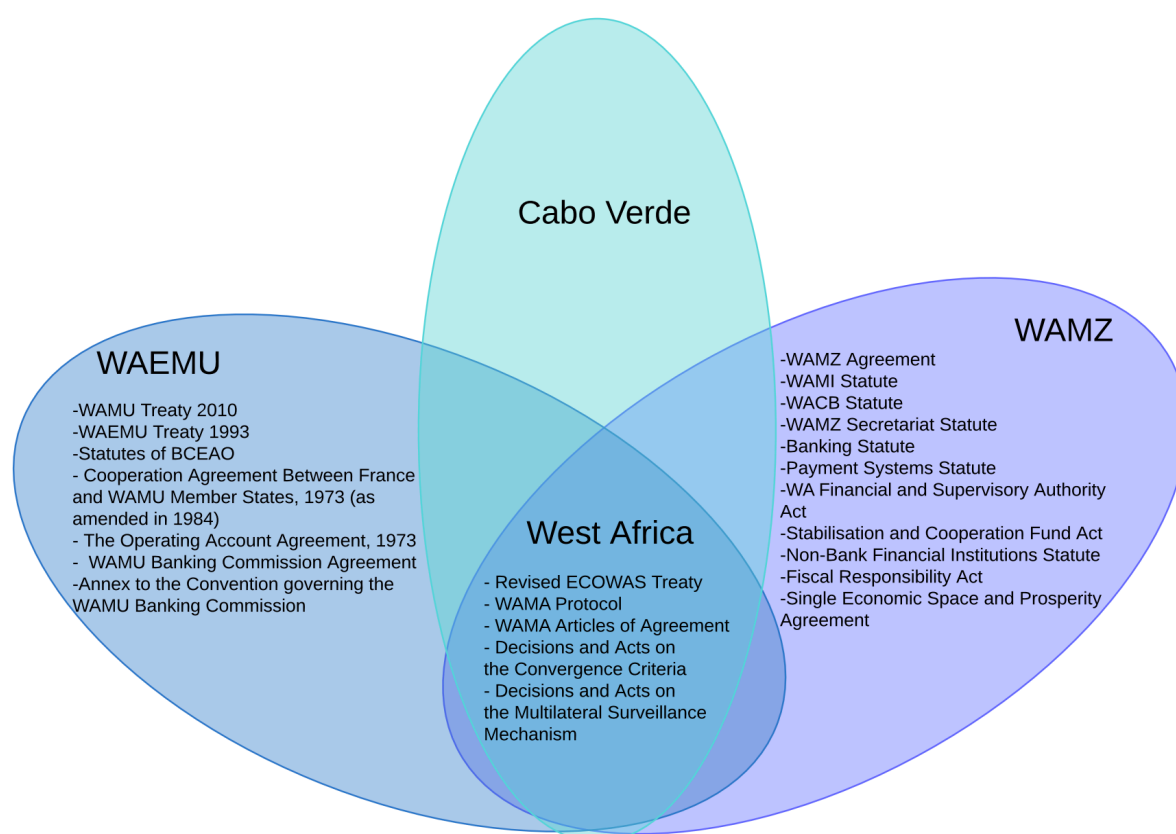 Cabo Verde
WAEMU
-WAMU Treaty 2010
-WAEMU Treaty 1993
-Statutes of BCEAO
- Cooperation Agreement Between France
and WAMU Member States, 1973 (as
amended in 1984)
- The Operating Account Agreement, 1973
-  WAMU Banking Commission Agreement
-Annex to the Convention governing the
WAMU Banking Commission
West Africa
- Revised ECOWAS Treaty
- WAMA Protocol
- WAMA Articles of Agreement
- Decisions and Acts on
the Convergence Criteria
- Decisions and Acts on
the Multilateral Surveillance
Mechanism
WAMZ
-WAMZ Agreement
-WAMI Statute
-WACB Statute
-WAMZ Secretariat Statute
-Banking Statute
-Payment Systems Statute
-WA Financial and Supervisory Authority
Act
-Stabilisation and Cooperation Fund Act
-Non-Bank Financial Institutions Statute
-Fiscal Responsibility Act
-Single Economic Space and Prosperity
Agreement